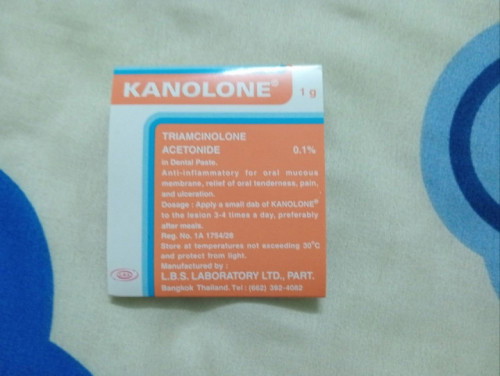 KANOLONE® 1 g
TRIAMCINOLONE
ACETONIDE 0.1%
in Dental Paste.
Anti-inflammatory for oral mucous
membrane, relief of oral tenderness, pain,
and ulceration.
Dosage : Apply a small dab of KANOLONE®
to the lesion 3-4 times a day, preferably
after meals.
Reg. No. 1A 1754/28
Store at temperatures not exceeding 30°C
and protect from light.
Manufactured by :
L.B.S. LABORATORY LTD., PART.
Bangkok Thailand. Tel : (662) 382-4082